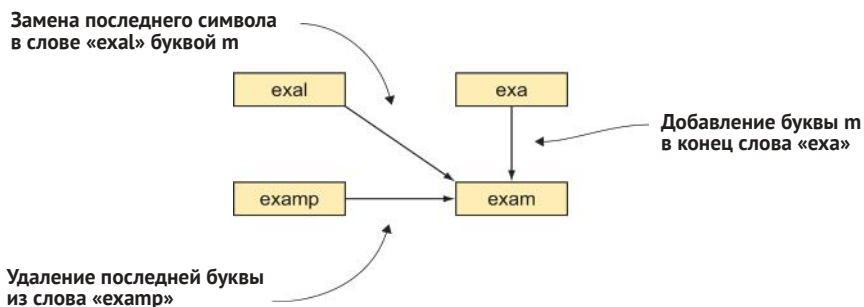 Замена последнего символа
в слове «exal» буквой m
exal
exa
Добавление буквы m
в конец слова «exa»
examp
exam
Удаление последней буквы
из слова «examp»